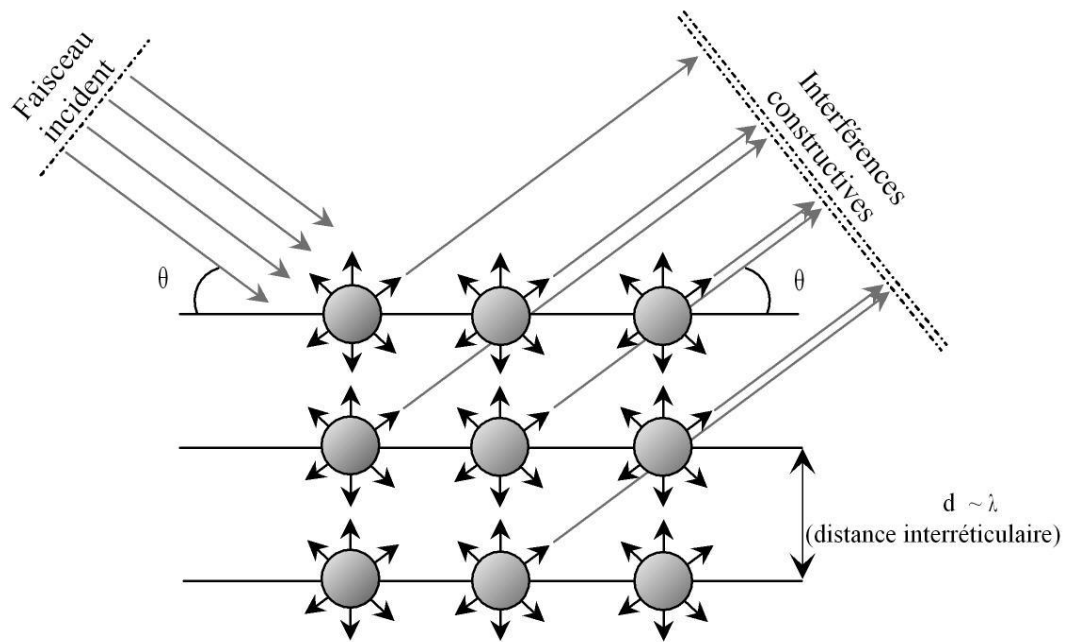 Faisceau
incident
Interférences
constructives
θ
θ
d ~ λ
(distance interréticulaire)